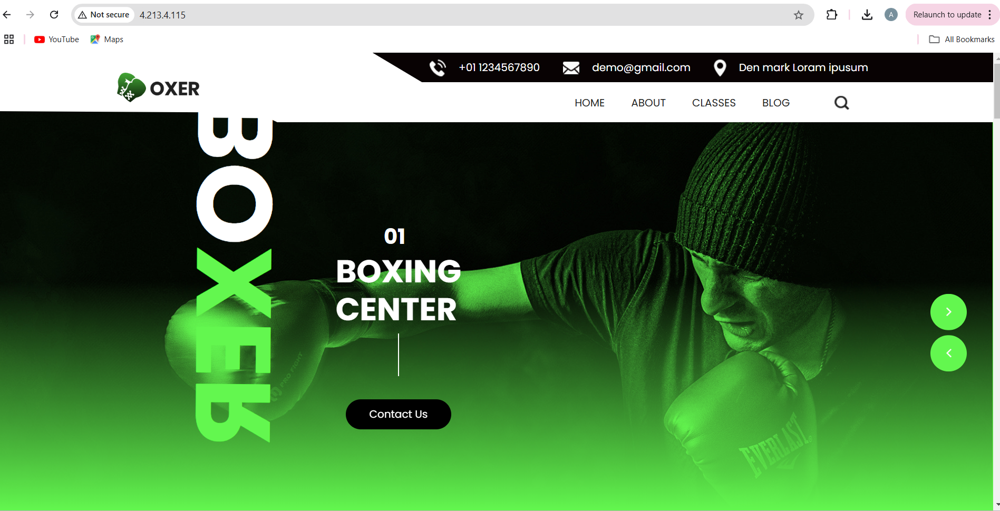 Not secure 4.213.4.115
A
Relaunch to update
YouTube
Maps
All Bookmarks
+01 1234567890
demo@gmail.com
Den mark Loram ipusum
OXER
HOME
ABOUT
CLASSES
BLOG
BOXER
01
BOXING
CENTER
PRO FIGHT
Contact Us
EVERLAST